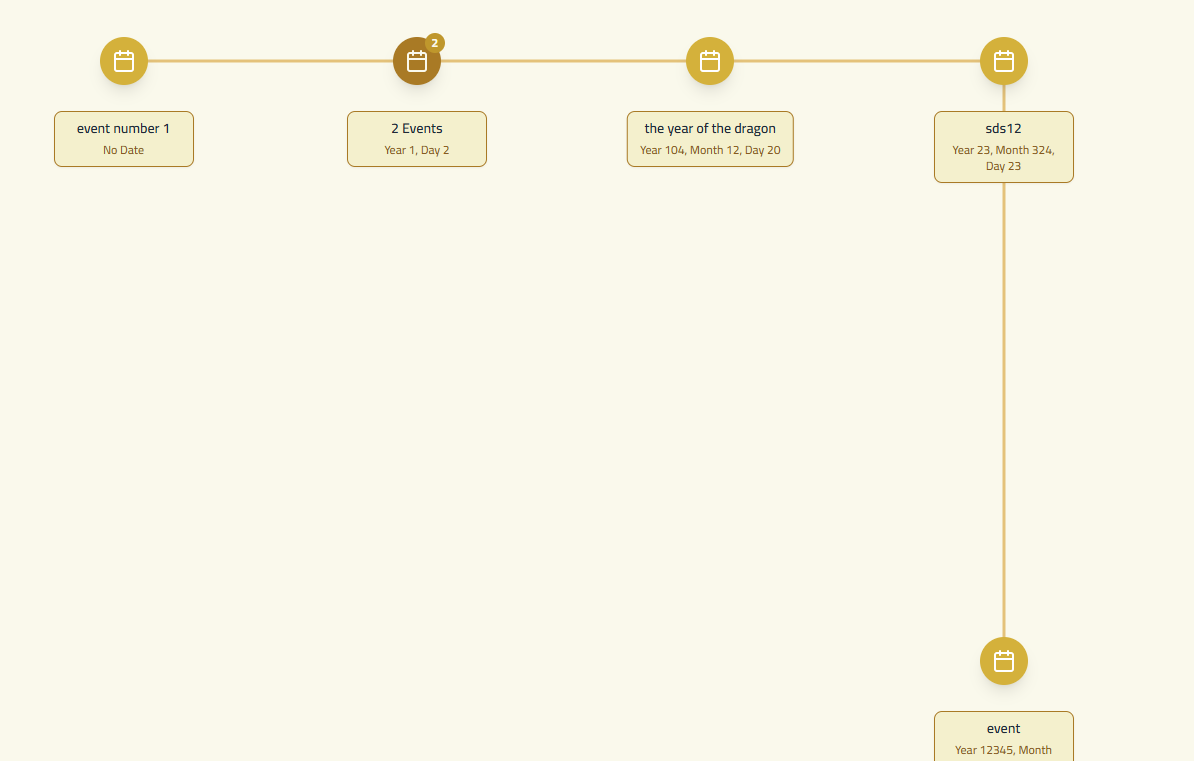 2
event number 1
No Date
2 Events
Year 1, Day 2
the year of the dragon
Year 104, Month 12, Day 20
sds12
Year 23, Month 324,
Day 23
event
Year 12345, Month